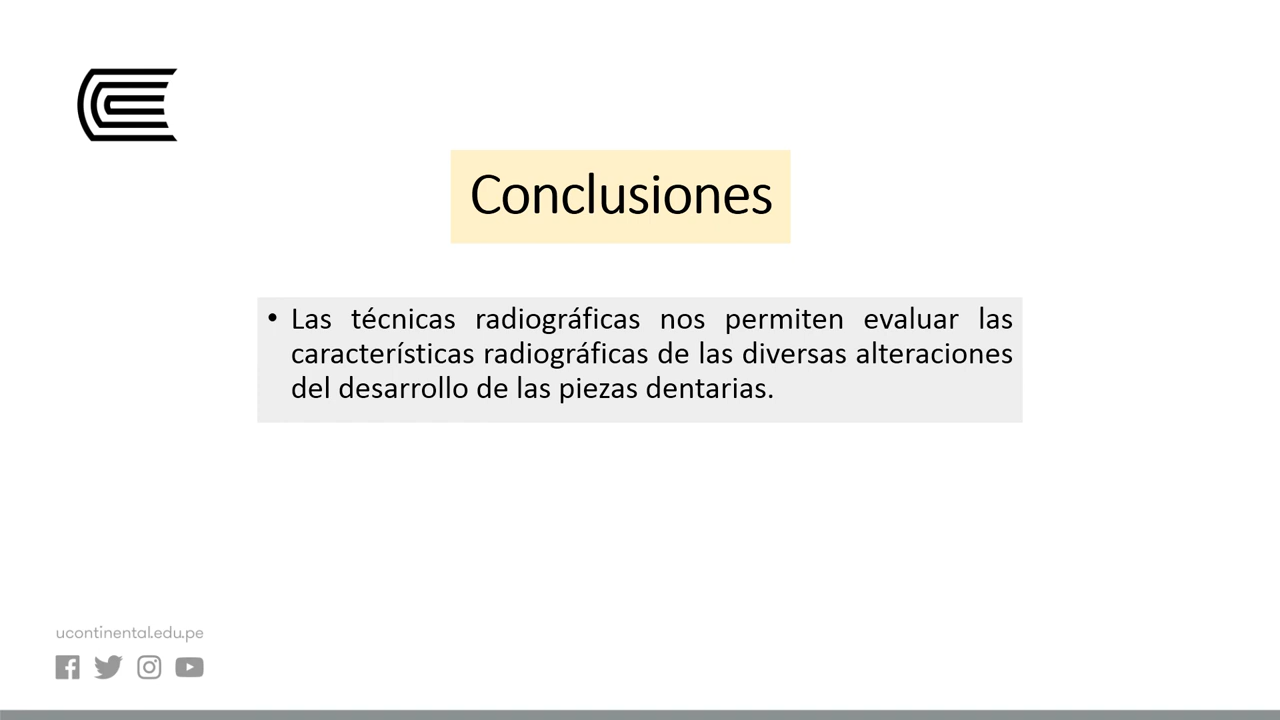 Conclusiones
• Las técnicas radiográficas nos permiten evaluar las
características radiográficas de las diversas alteraciones
del desarrollo de las piezas dentarias.
ucontinental.edu.pe